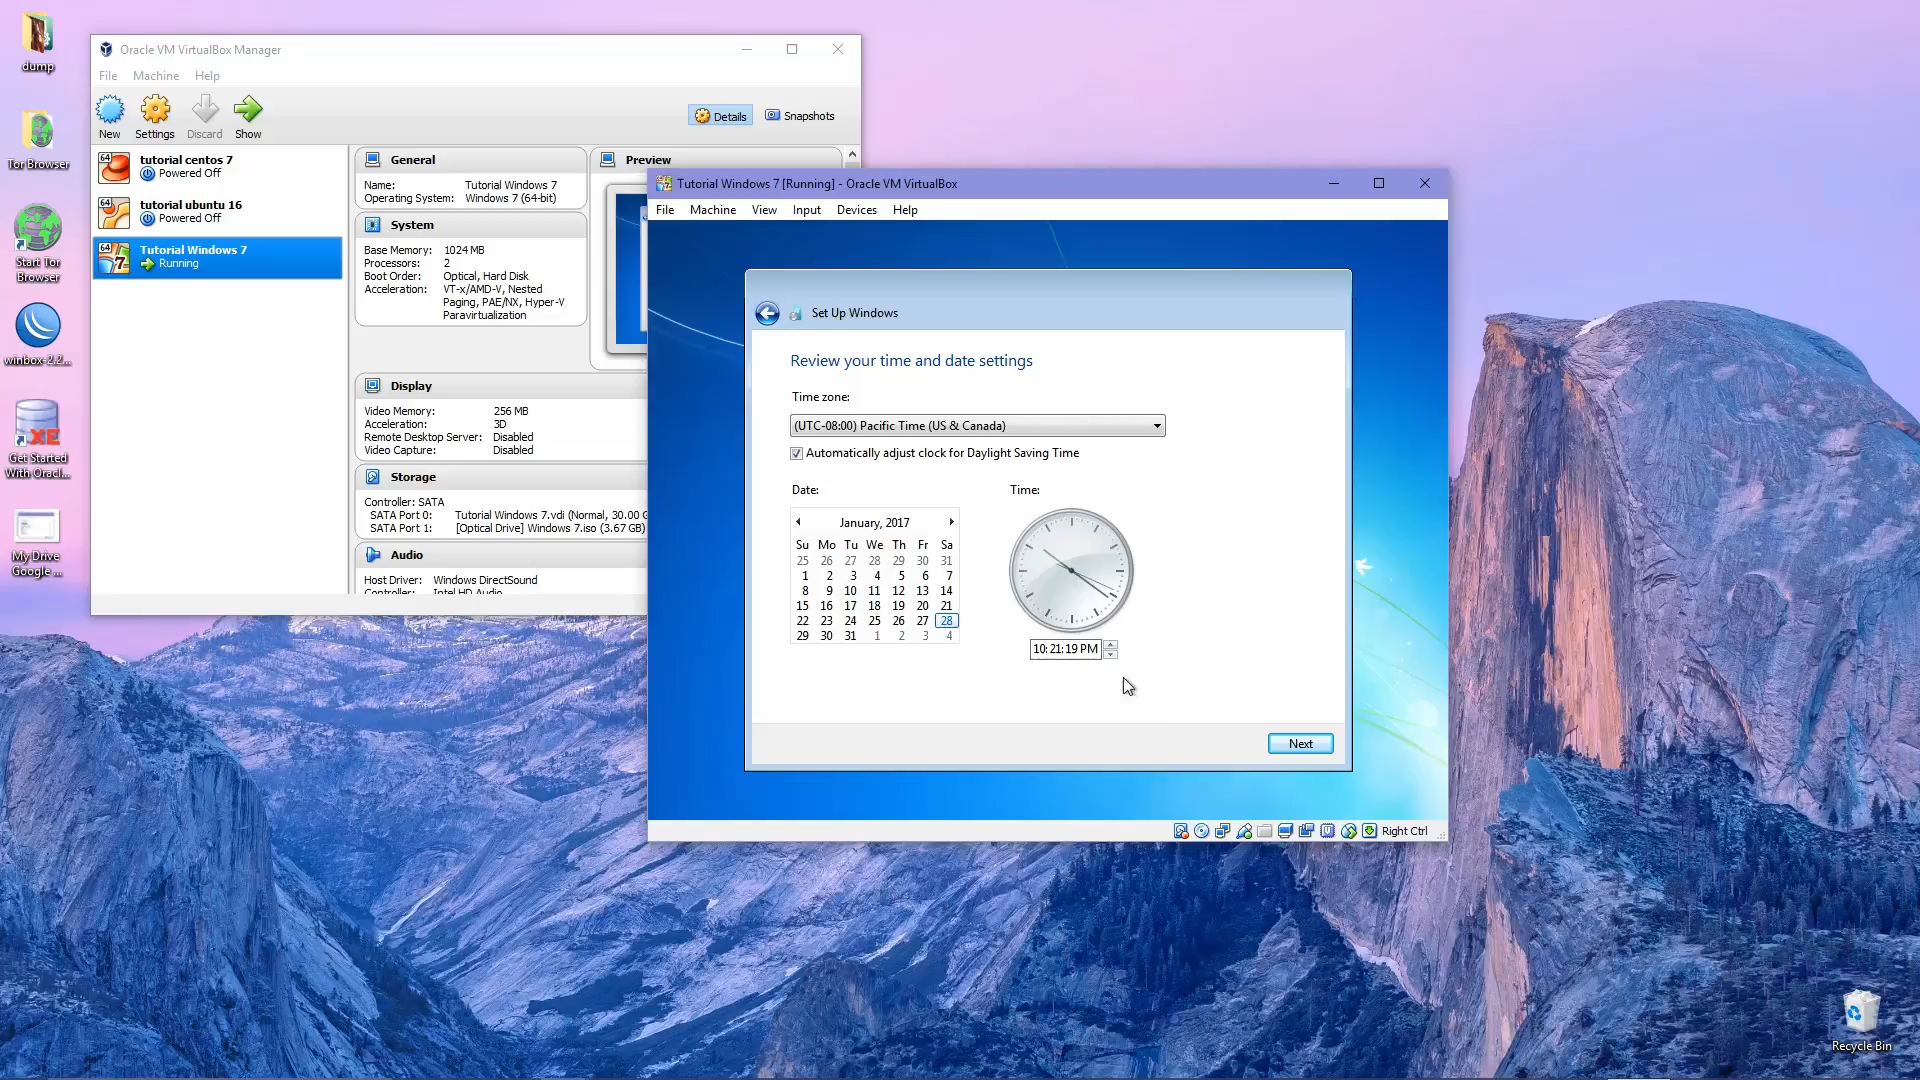 dump
Tor Browser
Start Tor
Browser
winbox-2.2...
XE
Get Started
With Oracl...
My Drive
Google ...
Oracle VM VirtualBox Manager
File Machine Help
New Settings Discard Show
Details Snapshots
64 tutorial centos 7
Powered Off
64 tutorial ubuntu 16
Powered Off
64 Tutorial Windows 7
Running
General
Name: Tutorial Windows 7
Operating System: Windows 7 (64-bit)
System
Base Memory: 1024 MB
Processors: 2
Boot Order: Optical, Hard Disk
Acceleration: VT-x/AMD-V, Nested
Paging, PAE/NX, Hyper-V
Paravirtualization
Preview
Display
Video Memory: 256 MB
Acceleration: 3D
Remote Desktop Server: Disabled
Video Capture: Disabled
Storage
Controller: SATA
SATA Port 0: Tutorial Windows 7.vdi (Normal, 30.00 G
SATA Port 1: [Optical Drive] Windows 7.iso (3.67 GB)
Audio
Host Driver: Windows DirectSound
Intel HD Audio
Tutorial Windows 7 [Running] - Oracle VM VirtualBox
File Machine View Input Devices Help
Set Up Windows
Review your time and date settings
Time zone:
(UTC-08:00) Pacific Time (US & Canada)
Automatically adjust clock for Daylight Saving Time
Date: Time:
January, 2017
Su Mo Tu We Th Fr Sa
25 26 27 28 29 30 31
1 2 3 4 5 6 7
8 9 10 11 12 13 14
15 16 17 18 19 20 21
22 23 24 25 26 27 28
29 30 31 1 2 3 4
10:21:19 PM
Next
Right Ctrl
Recycle Bin